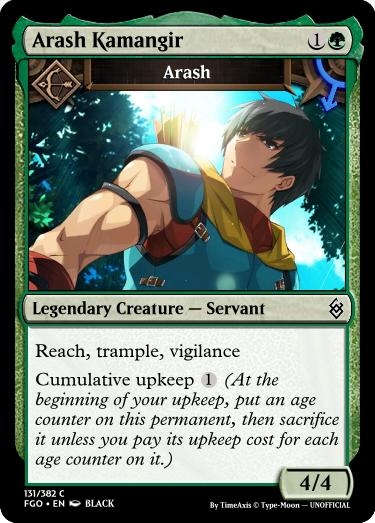 Arash Kamangir 1
Arash
Legendary Creature — Servant
Reach, trample, vigilance
Cumulative upkeep 1 (At the
beginning of your upkeep, put an age
counter on this permanent, then sacrifice
it unless you pay its upkeep cost for each
age counter on it.)
4/4
131/382 C
FGO • EN BLACK
By TimeAxis © Type-Moon — UNOFFICIAL